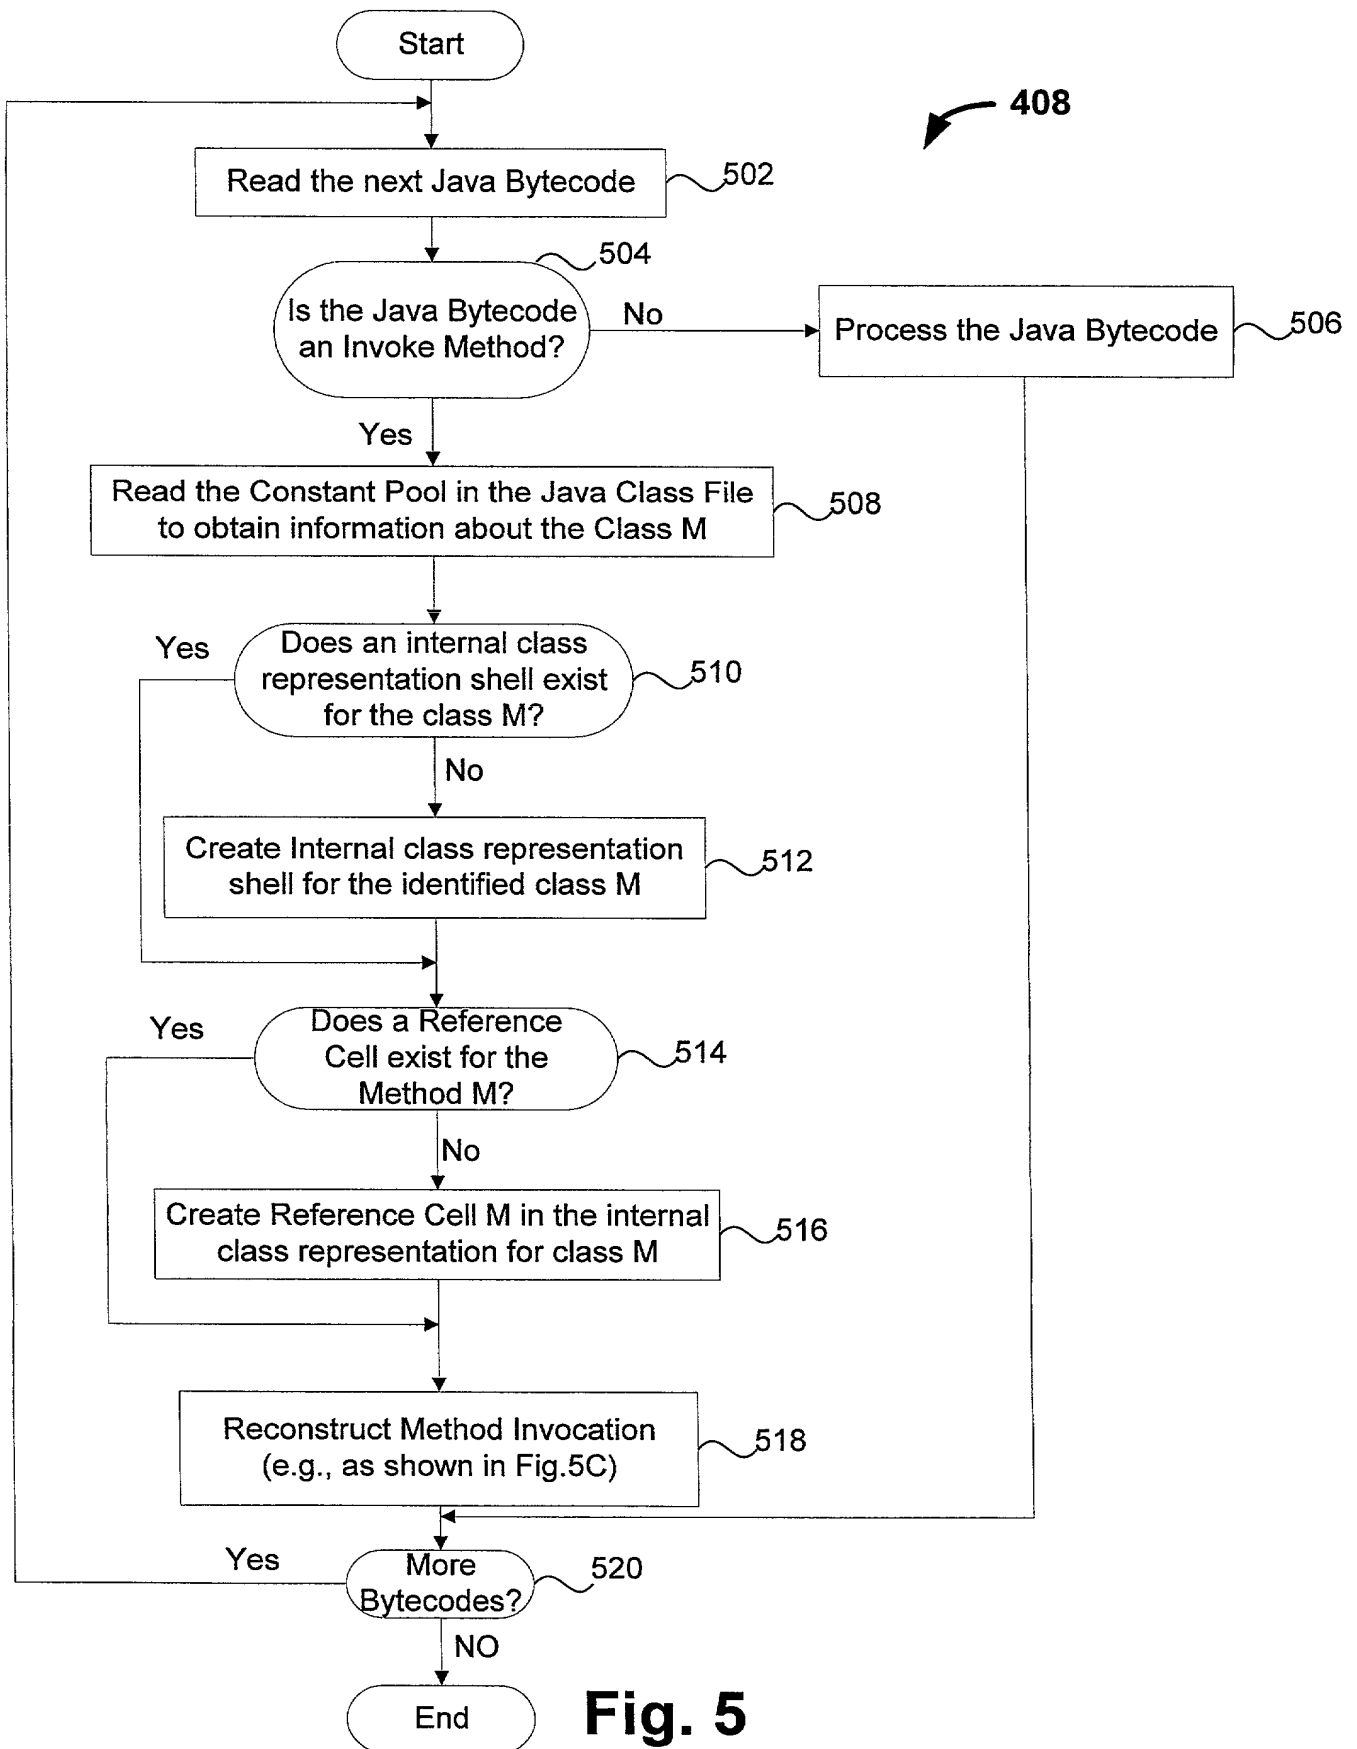 Start
408
Read the next Java Bytecode
502
504
Is the Java Bytecode
an Invoke Method?
No
Process the Java Bytecode
506
Yes
Read the Constant Pool in the Java Class File
to obtain information about the Class M
508
Yes
Does an internal class
representation shell exist
for the class M?
510
No
Create Internal class representation
shell for the identified class M
512
Yes
Does a Reference
Cell exist for the
Method M?
514
No
Create Reference Cell M in the internal
class representation for class M
516
Reconstruct Method Invocation
(e.g., as shown in Fig.5C)
518
Yes
More
Bytecodes?
520
NO
End
Fig. 5